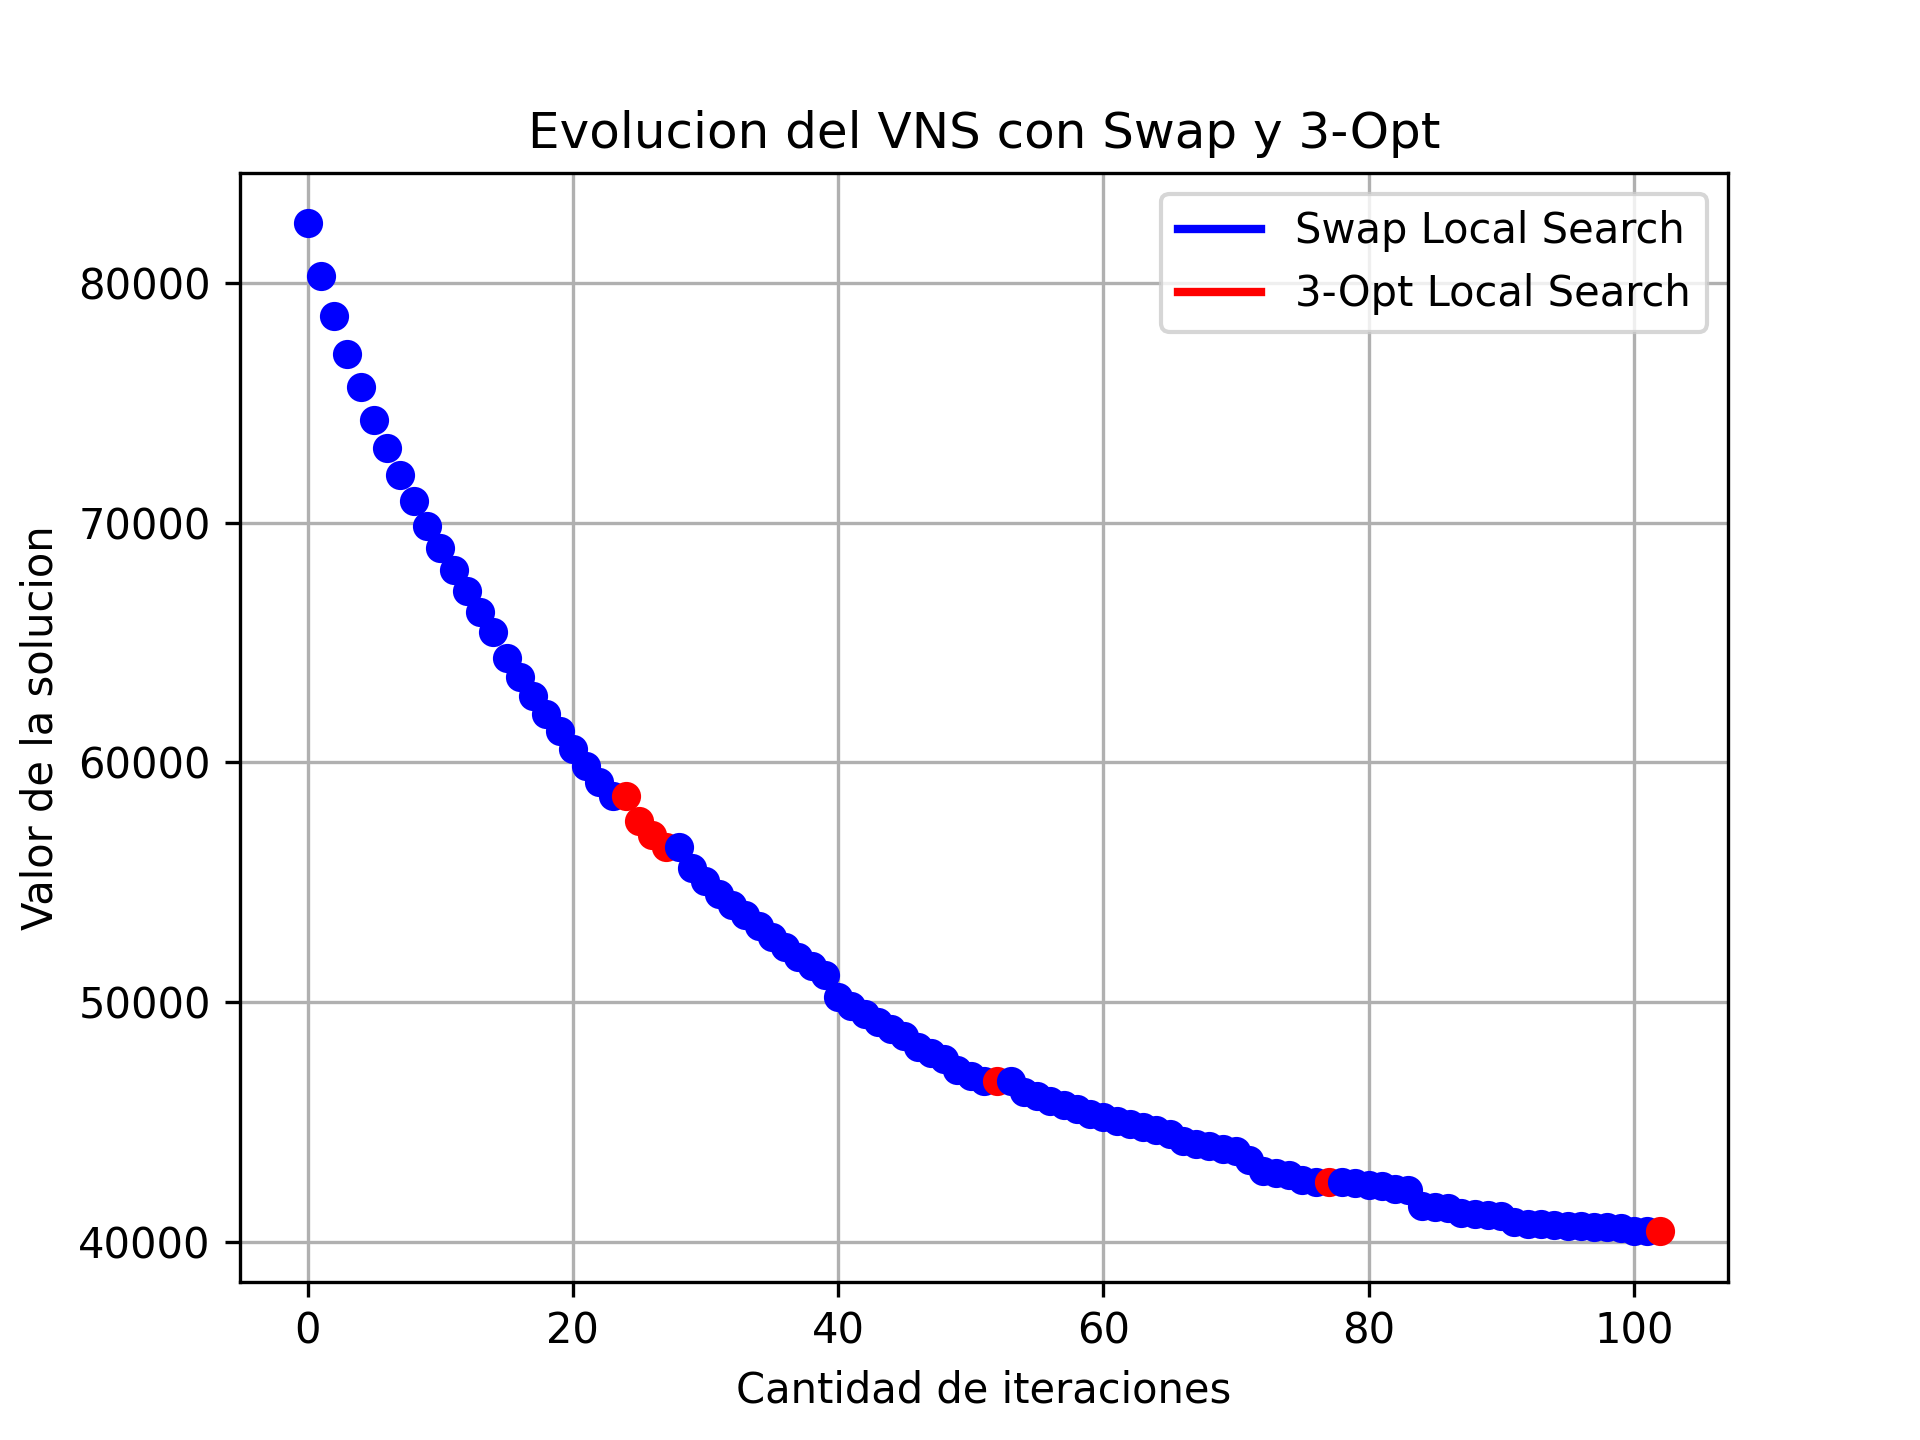 Evolucion del VNS con Swap y 3-Opt
Swap Local Search
3-Opt Local Search
Valor de la solucion
80000
70000
60000
50000
40000
0 20 40 60 80 100
Cantidad de iteraciones